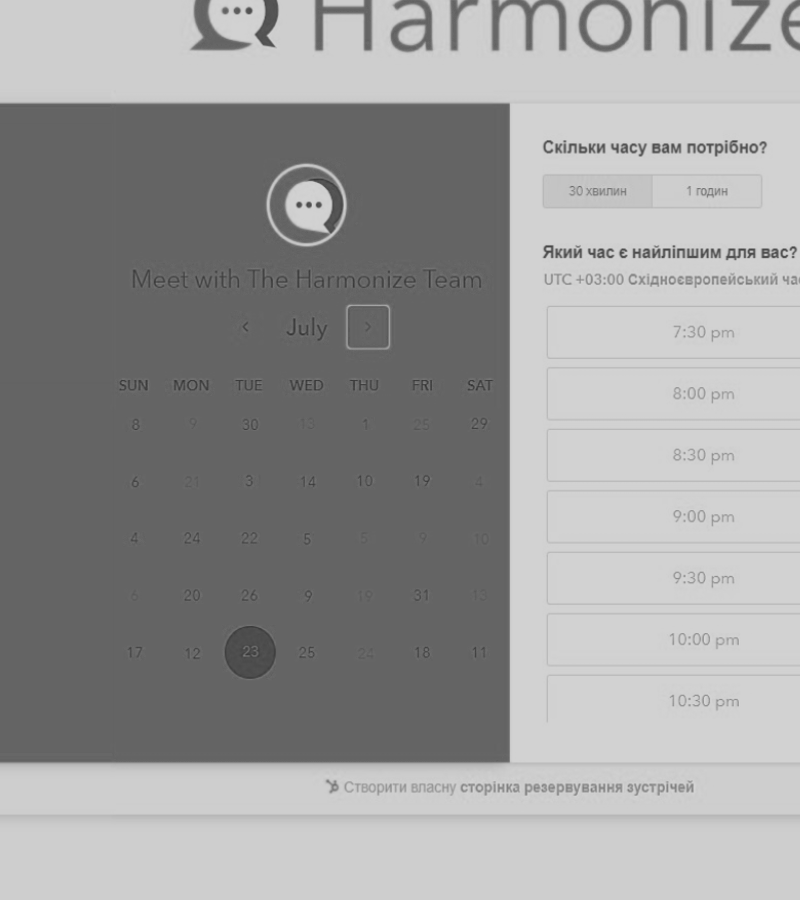 Harmonize
Meet with The Harmonize Team
July
SUN MON TUE WED THU FRI SAT
8 9 30 13 1 25 29
6 21 3 14 10 19 4
4 24 22 5 5 9 10
6 20 26 9 19 31 13
17 12 23 25 24 18 11
Скільки часу вам потрібно?
30 хвилин 1 годин
Який час є найліпшим для вас?
UTC +03:00 Східноєвропейський
7:30 pm
8:00 pm
8:30 pm
9:00 pm
9:30 pm
10:00 pm
10:30 pm
Створити власну сторінка резервування зустрічей